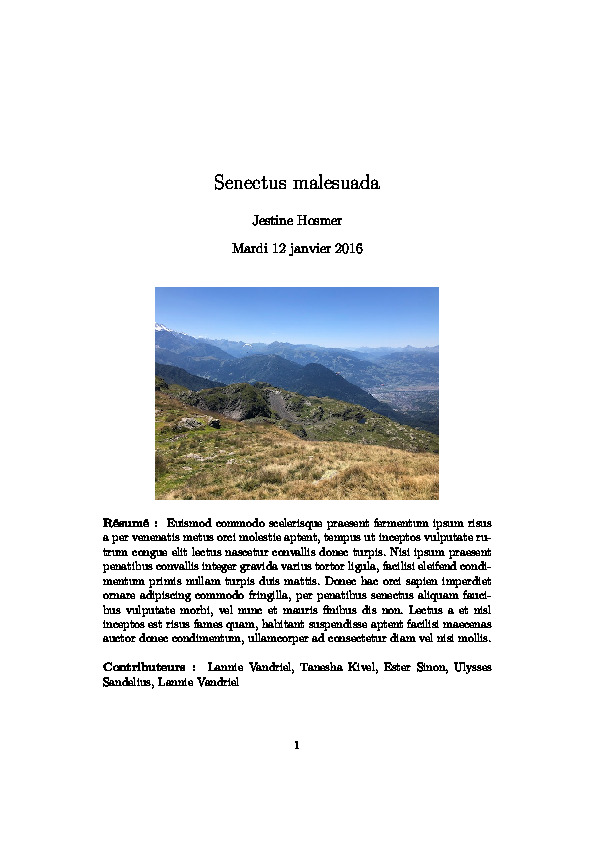 Senectus malesuada
Jestine Hosmer
Mardi 12 janvier 2016
Résumé : Euismod commodo scelerisque praesent fermentum ipsum risus
a per venenatis metus orci molestie aptent, tempus ut inceptos vulputate ru-
trum congue elit lectus nascetur convallis donec turpis. Nisi ipsum praesent
penatibus convallis integer gravida varius tortor ligula, facilisi eleifend condi-
mentum primis nullam turpis duis mattis. Donec hac orci sapien imperdiet
ornare adipiscing commodo fringilla, per penatibus senectus aliquam fauci-
bus vulputate morbi, vel nunc et mauris finibus dis non. Lectus a et nisl
inceptos est risus fames quam, habitant suspendisse aptent facilisi maecenas
auctor donec condimentum, ullamcorper ad consectetur diam vel nisi mollis.
Contributeurs : Lannie Vandriel, Tanesha Kivel, Ester Sinon, Ulysses
Sandelius, Lannie Vandriel
1